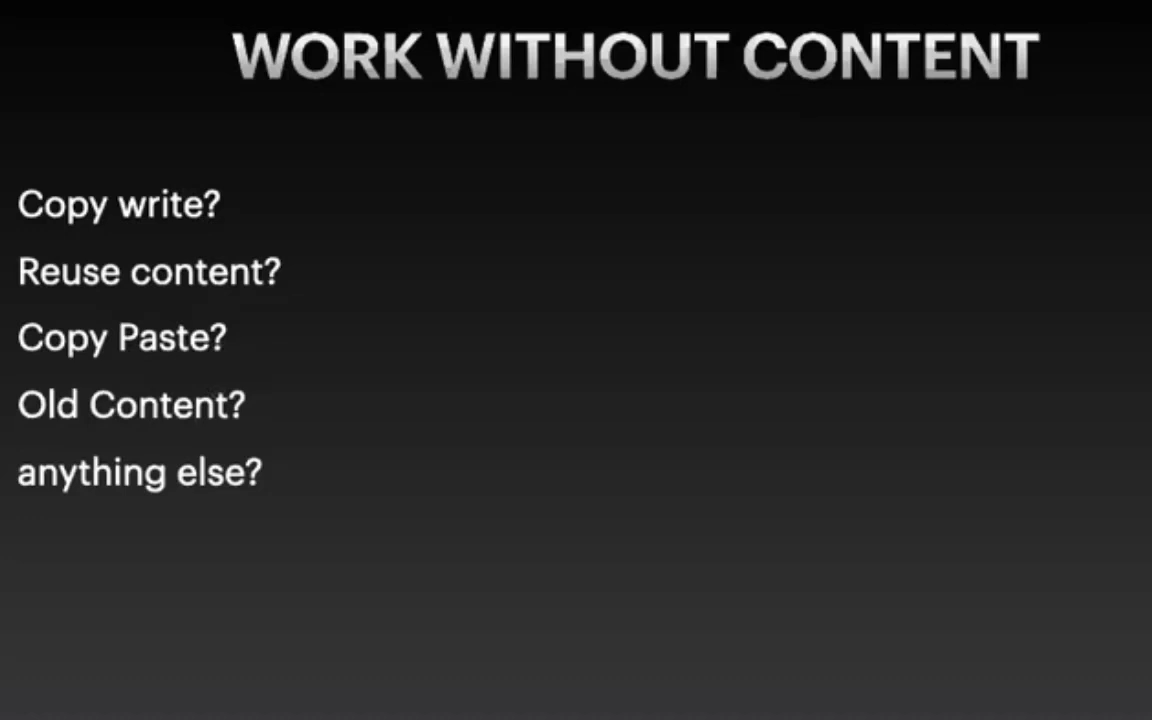 WORK WITHOUT CONTENT
Copy write?
Reuse content?
Copy Paste?
Old Content?
anything else?